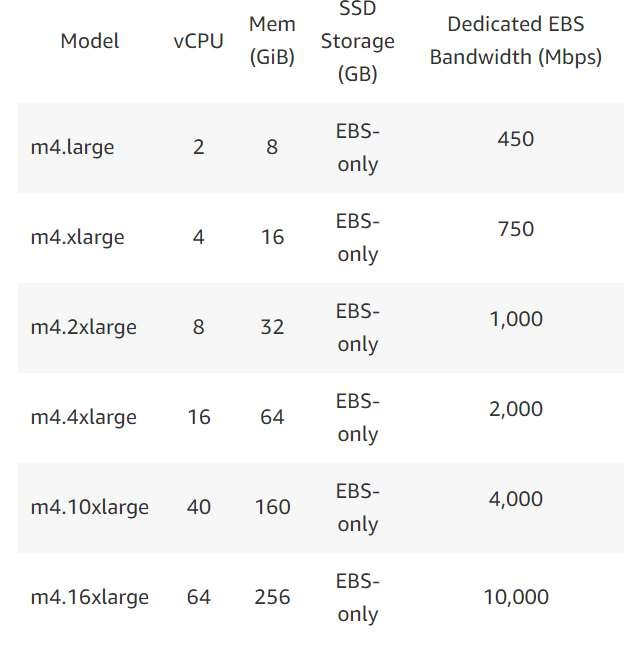 Model vCPU Mem (GiB) SSD Storage (GB) Dedicated EBS Bandwidth (Mbps)
m4.large 2 8 EBS-only 450
m4.xlarge 4 16 EBS-only 750
m4.2xlarge 8 32 EBS-only 1,000
m4.4xlarge 16 64 EBS-only 2,000
m4.10xlarge 40 160 EBS-only 4,000
m4.16xlarge 64 256 EBS-only 10,000